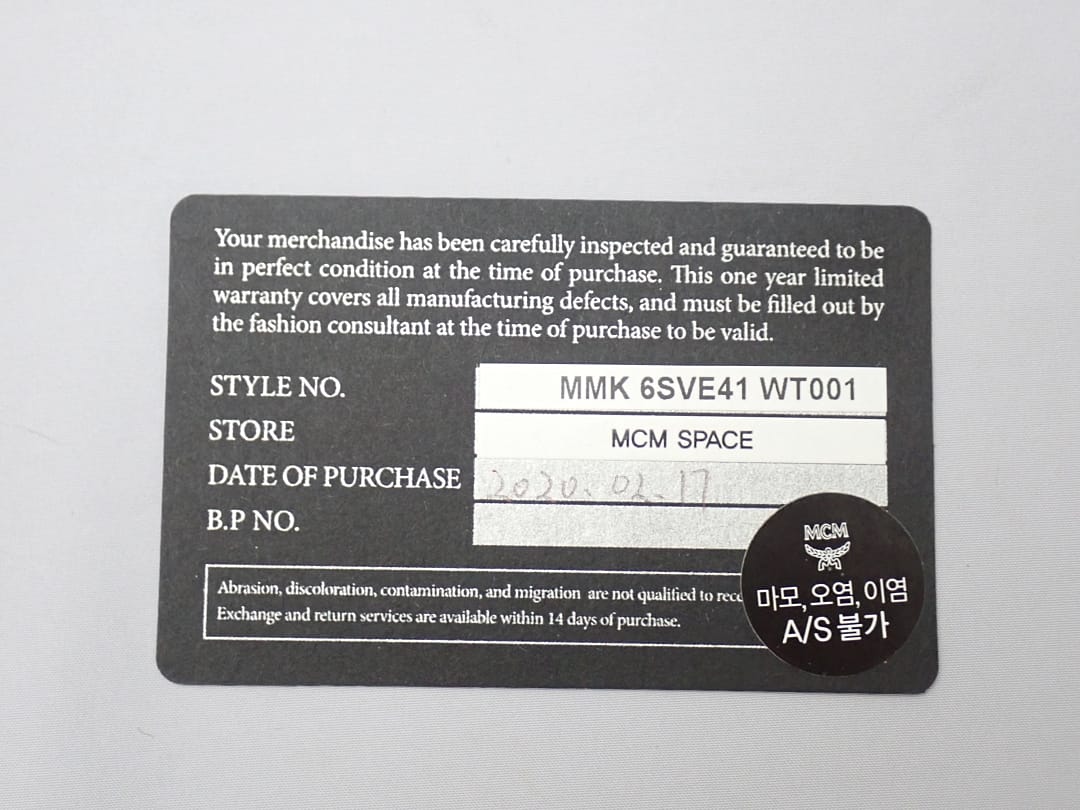 Your merchandise has been carefully inspected and guaranteed to be
in perfect condition at the time of purchase. This one year limited
warranty covers all manufacturing defects, and must be filled out by
the fashion consultant at the time of purchase to be valid.
STYLE NO. MMK 6SVE41 WT001
STORE MCM SPACE
DATE OF PURCHASE 2020.02.17
B.P NO.
Abrasion, discoloration, contamination, and migration are not qualified to
Exchange and return services are available within 14 days of purchase.
MCM
마모, 오염, 이염
A/S 불가